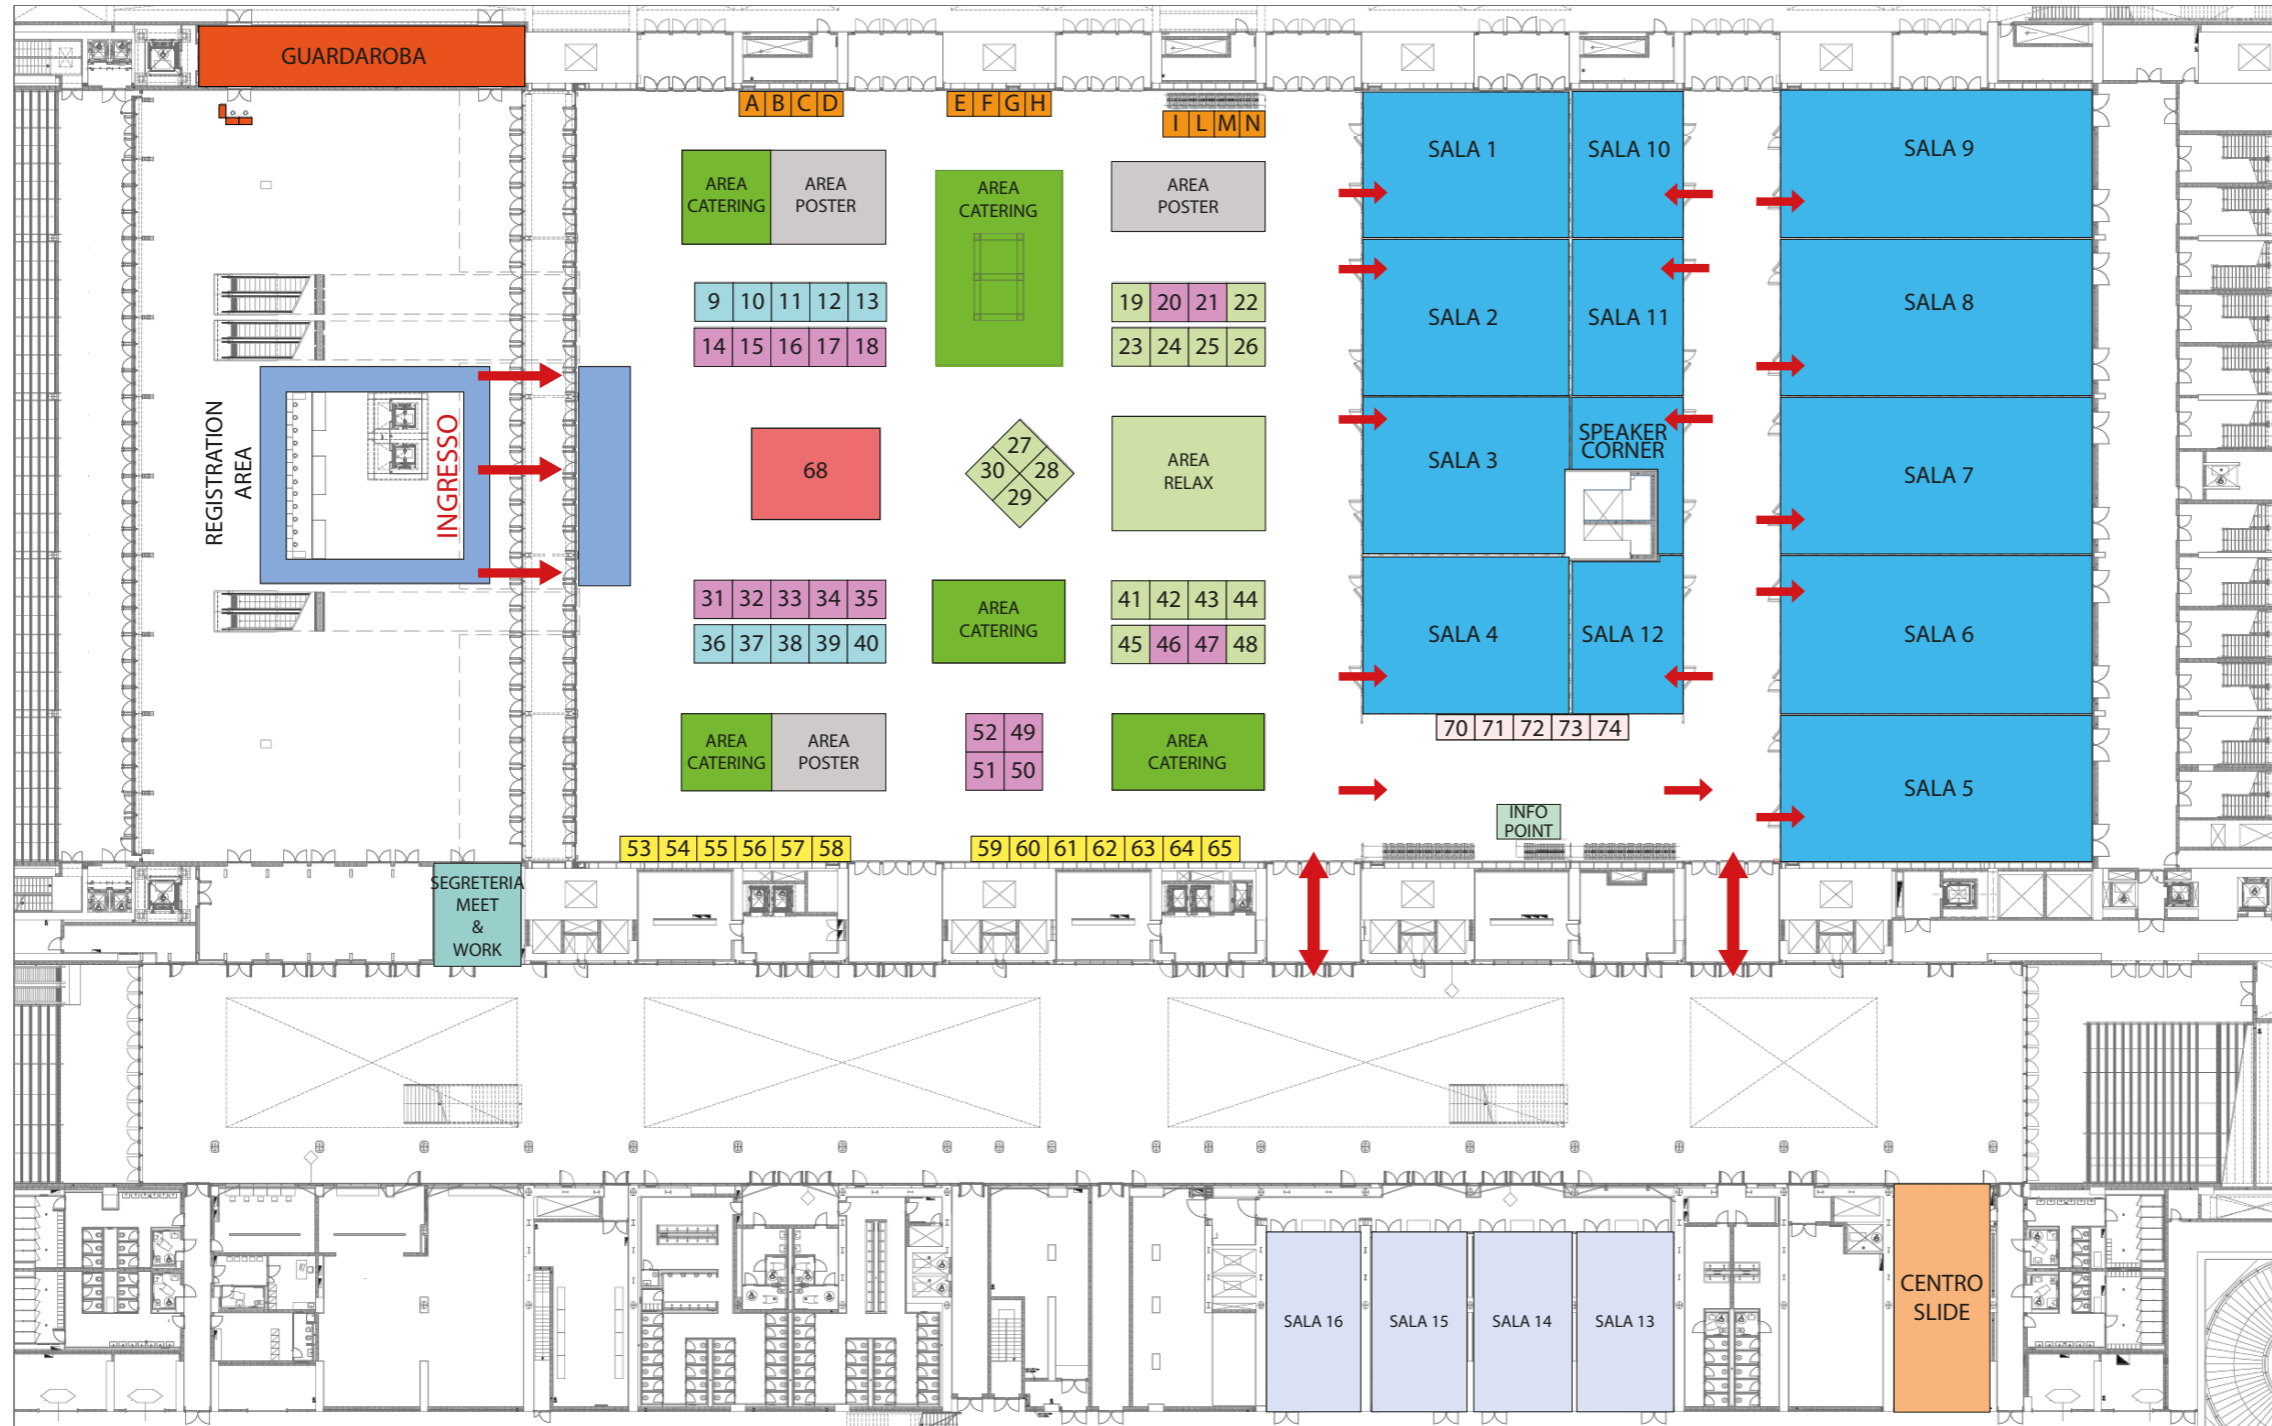 GUARDAROBA
A B C D
E F G H
I L M N
AREA
CATERING
AREA
POSTER
AREA
CATERING
AREA
POSTER
9 10 11 12 13
14 15 16 17 18
19 20 21 22
23 24 25 26
REGISTRATION
AREA
INGRESSO
68
27
30 28
29
AREA
RELAX
31 32 33 34 35
36 37 38 39 40
AREA
CATERING
41 42 43 44
45 46 47 48
AREA
CATERING
AREA
POSTER
52 49
51 50
AREA
CATERING
53 54 55 56 57 58
59 60 61 62 63 64 65
SALA 1
SALA 10
SALA 9
SALA 2
SALA 11
SALA 8
SALA 3
SPEAKER
CORNER
SALA 7
SALA 4
SALA 12
SALA 6
70 71 72 73 74
SALA 5
INFO
POINT
SEGRETERIA
MEET
&
WORK
SALA 16
SALA 15
SALA 14
SALA 13
CENTRO
SLIDE